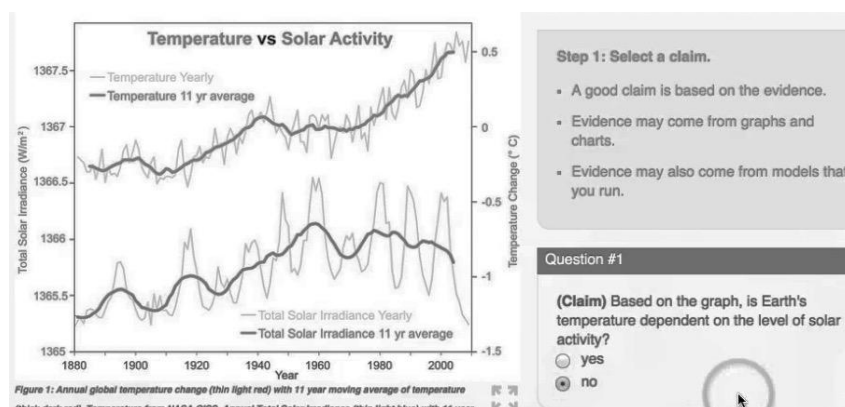 Temperature vs Solar Activity
1367.5
1367
1366.5
1366
1365.5
1365
Total Solar Irradiance (W/m²)
Temperature Yearly
Temperature 11 yr average
Total Solar Irradiance Yearly
Total Solar Irradiance 11 yr average
0.5
0
-0.5
-1
-1.5
Temperature Change (° C)
1880 1900 1920 1940 1960 1980 2000
Year
Figure 1: Annual global temperature change (thin light red) with 11 year moving average of temperature
Step 1: Select a claim.
▪ A good claim is based on the evidence.
▪ Evidence may come from graphs and
charts.
▪ Evidence may also come from models that
you run.
Question #1
(Claim) Based on the graph, is Earth's
temperature dependent on the level of solar
activity?
yes
no